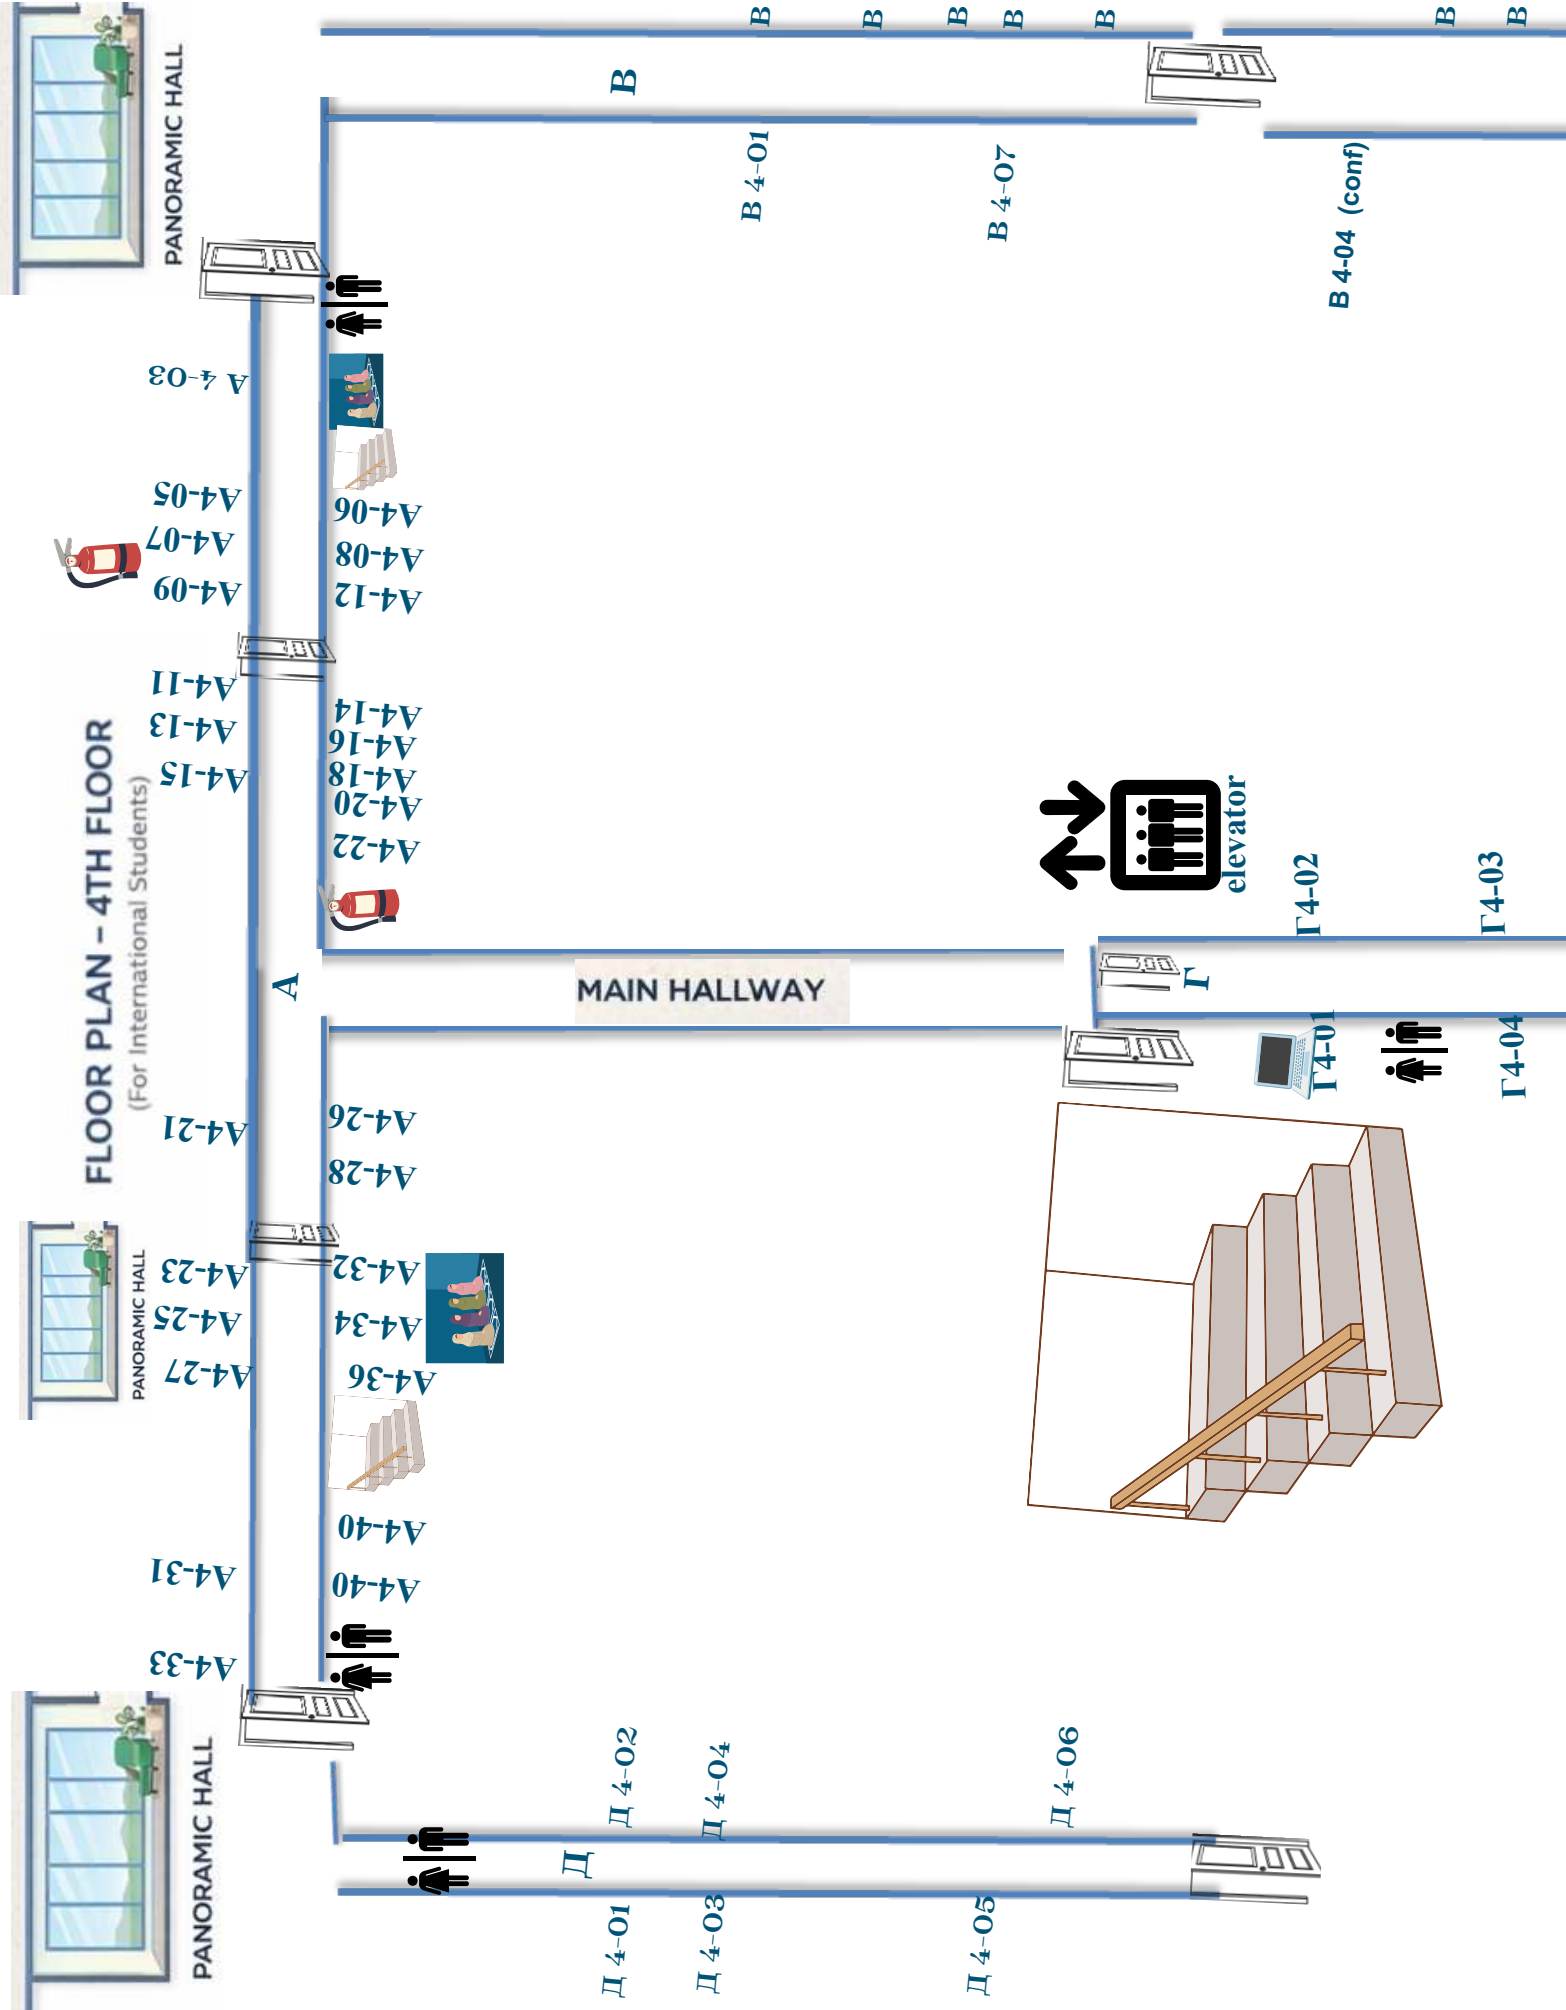 FLOOR PLAN – 4TH FLOOR
(For International Students)
PANORAMIC HALL
PANORAMIC HALL
PANORAMIC HALL
А4-33
А4-31
А4-27
А4-25
А4-23
А4-21
А4-15
А4-13
А4-11
А4-09
А4-07
А4-05
А 4-03
А
А4-40
А4-40
А4-36
А4-34
А4-32
А4-28
А4-26
А4-22
А4-20
А4-18
А4-16
А4-14
А4-12
А4-08
А4-06
MAIN HALLWAY
Д
Д 4-01
Д 4-02
Д 4-03
Д 4-04
Д 4-05
Д 4-06
elevator
Г
Г4-01
Г4-02
Г4-04
Г4-03
В
В 4-01
В 4-07
В 4-04 (conf)
В
В
В
В
В
В
В